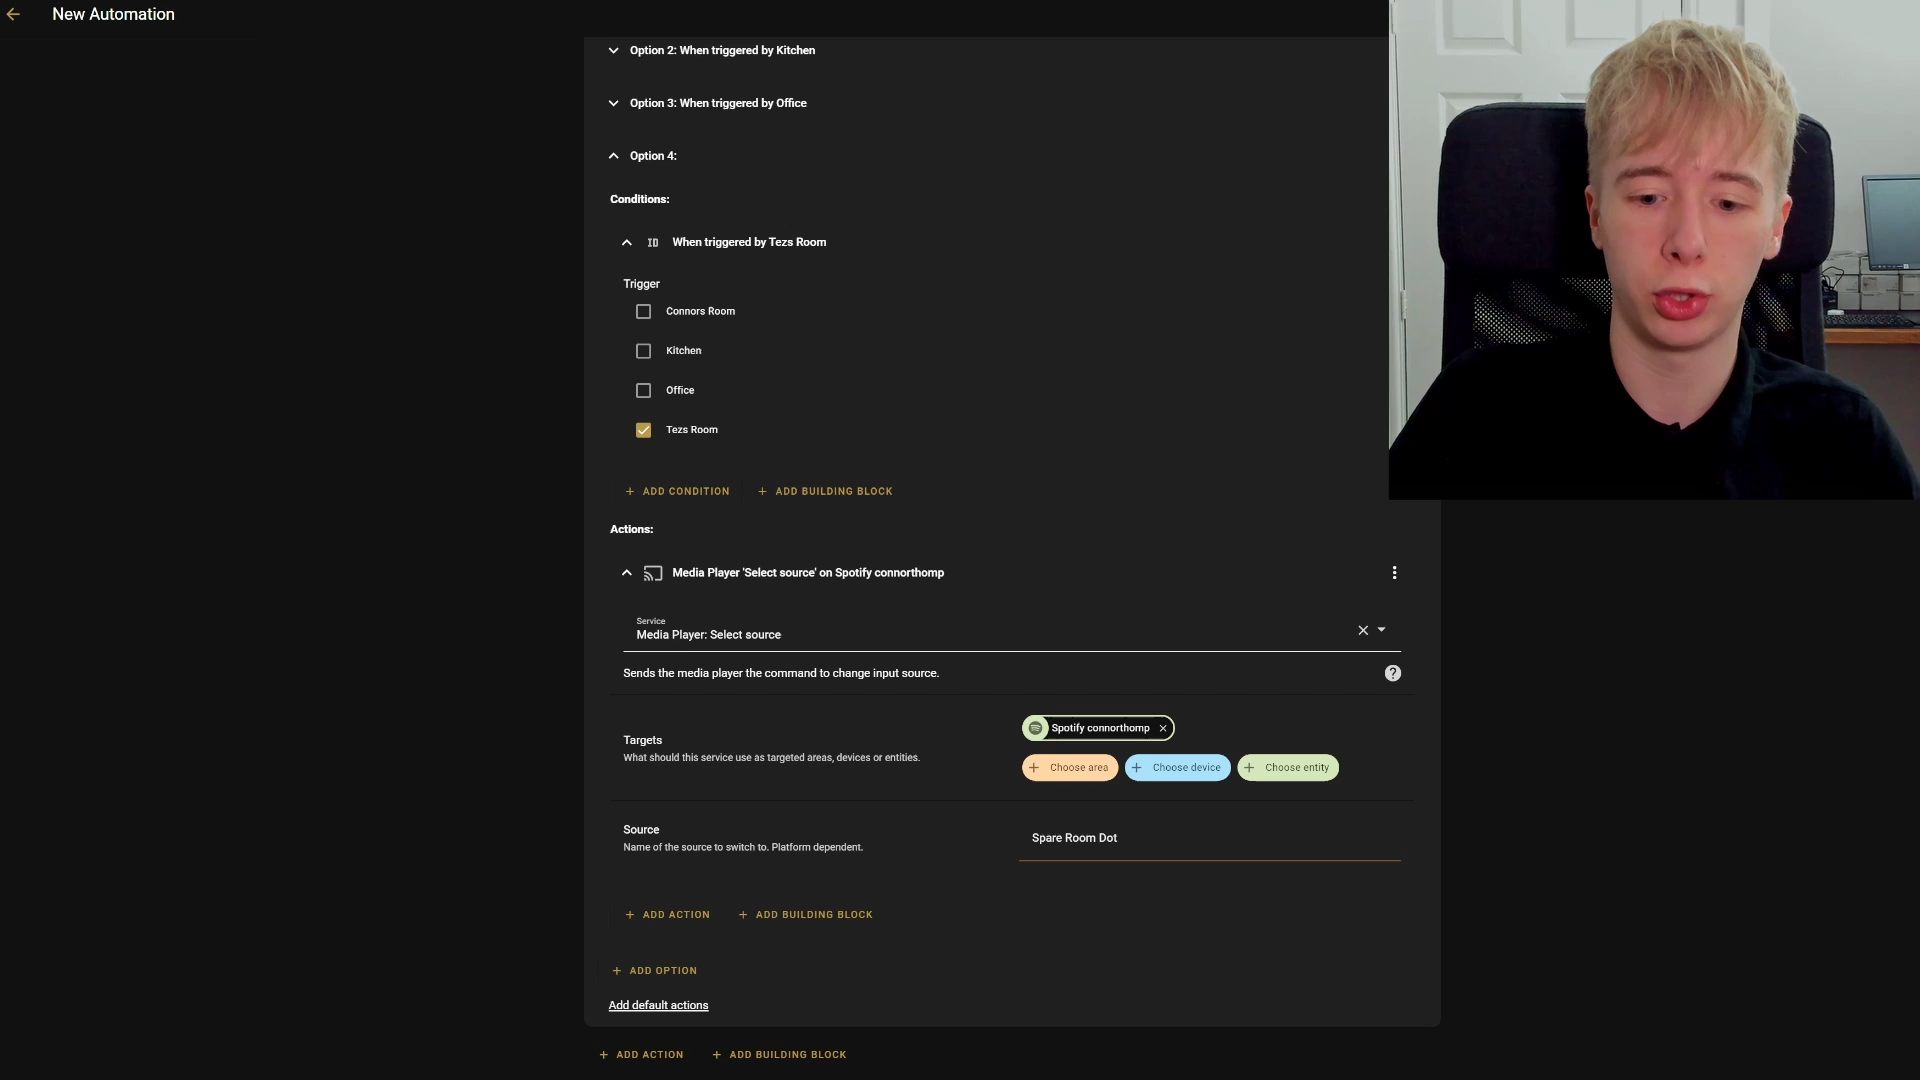 New Automation
Option 2: When triggered by Kitchen
Option 3: When triggered by Office
Option 4:
Conditions:
When triggered by Tezs Room
Trigger
Connors Room
Kitchen
Office
Tezs Room
+ ADD CONDITION + ADD BUILDING BLOCK
Actions:
Media Player 'Select source' on Spotify connorthomp
Service
Media Player: Select source
Sends the media player the command to change input source.
Spotify connorthomp
Targets
What should this service use as targeted areas, devices or entities.
+ Choose area + Choose device + Choose entity
Source
Name of the source to switch to. Platform dependent.
Spare Room Dot
+ ADD ACTION + ADD BUILDING BLOCK
+ ADD OPTION
Add default actions
+ ADD ACTION + ADD BUILDING BLOCK